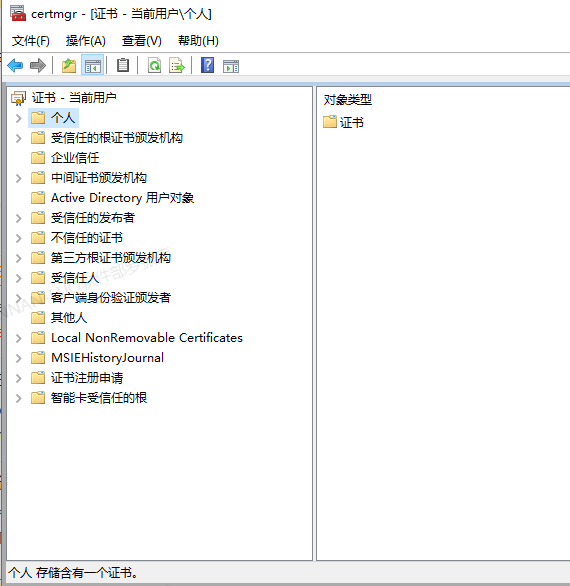 certmgr - [证书 - 当前用户\个人]
文件(F) 操作(A) 查看(V) 帮助(H)
证书 - 当前用户
个人
受信任的根证书颁发机构
企业信任
中间证书颁发机构
Active Directory 用户对象
受信任的发布者
不信任的证书
第三方根证书颁发机构
受信任人
客户端身份验证颁发者
其他人
Local NonRemovable Certificates
MSIEHistoryJournal
证书注册申请
智能卡受信任的根
对象类型
证书
个人 存储含有一个证书。